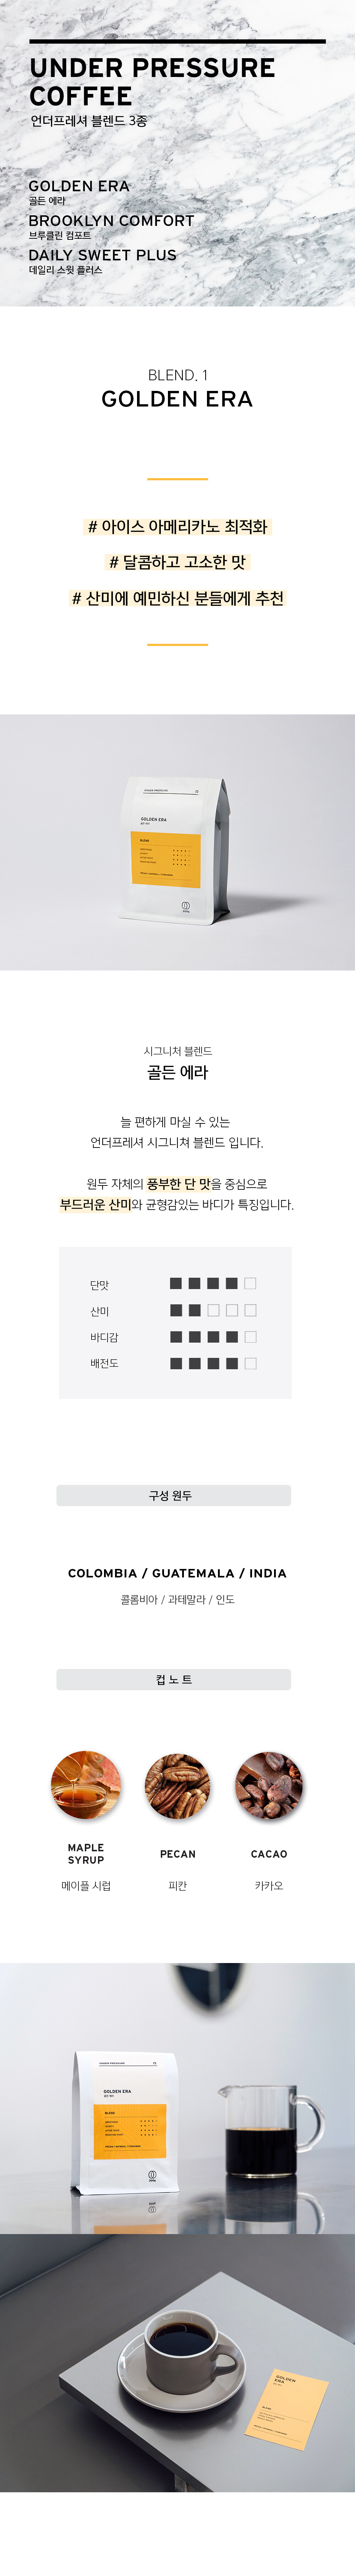 UNDER PRESSURE
COFFEE
언더프레셔 블렌드 3종
GOLDEN ERA
골든 에라
BROOKLYN COMFORT
브루클린 컴포트
DAILY SWEET PLUS
데일리 스윗 플러스
BLEND. 1
GOLDEN ERA
# 아이스 아메리카노 최적화
# 달콤하고 고소한 맛
# 산미에 예민하신 분들에게 추천
UNDER PRESSURE
GOLDEN ERA
골든 에라
BLEND
시그니처 블렌드
골든 에라
늘 편하게 마실 수 있는
언더프레셔 시그니쳐 블렌드 입니다.
원두 자체의 풍부한 단 맛을 중심으로
부드러운 산미와 균형감있는 바디가 특징입니다.
단맛
산미
바디감
배전도
구성 원두
COLOMBIA / GUATEMALA / INDIA
콜롬비아 / 과테말라 / 인도
컵 노 트
MAPLE
SYRUP
PECAN
CACAO
메이플 시럽
피칸
카카오
UNDER PRESSURE
GOLDEN ERA
골든 에라
BLEND
GOLDEN
ERA